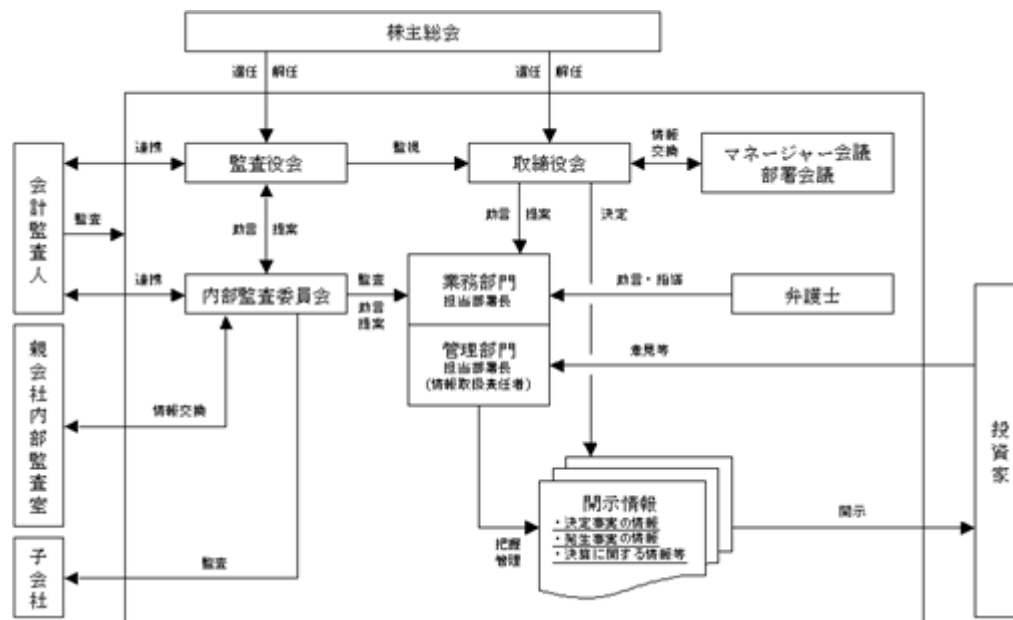 株主総会
選任 解任
選任 解任
連携
監査役会
監視
取締役会
情報
交換
マネージャー会議
部署会議
会計監査人
監査
助言 提案
助言 提案
決定
連携
内部監査委員会
監査
助言
提案
業務部門
担当部署長
助言・指導
弁護士
管理部門
担当部署長
(情報取扱責任者)
意見等
親会社内部監査室
情報交換
投資家
開示情報
・決定事実の情報
・発生事実の情報
・決算に関する情報等
把握
管理
開示
子会社
監査